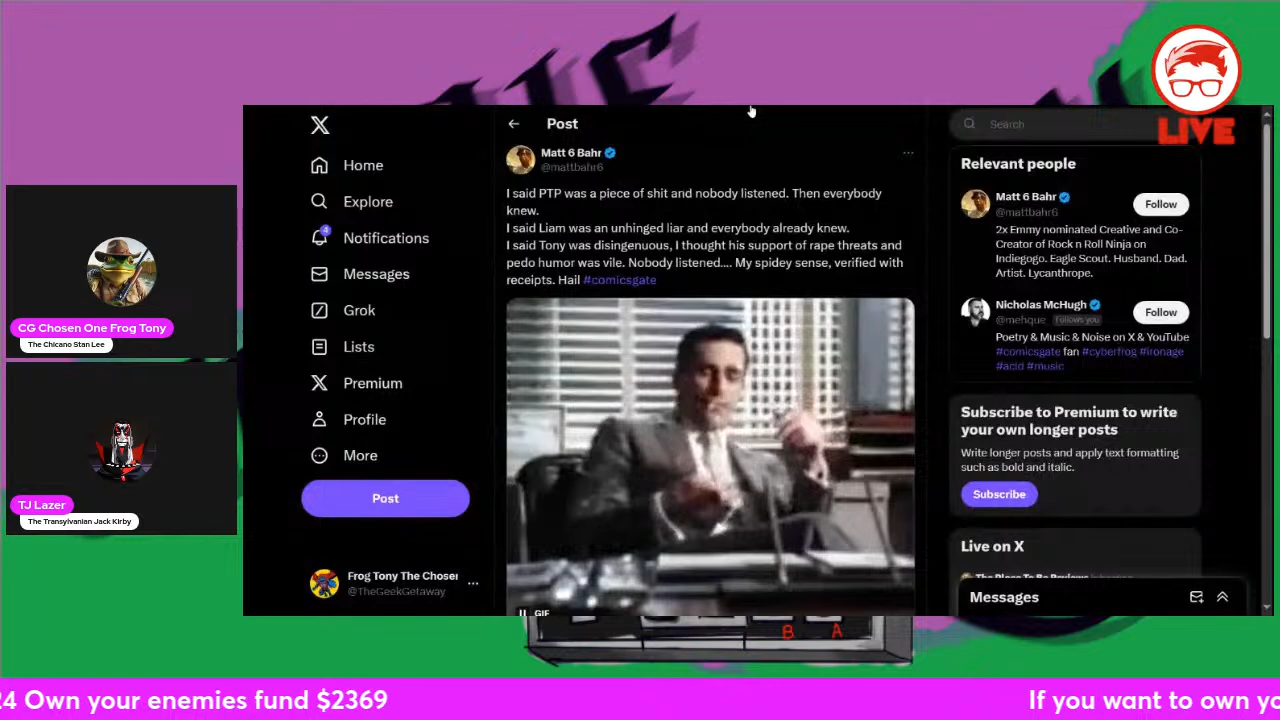 LIVE
Post
Search
Matt 6 Bahr
@mattbahr6
I said PTP was a piece of shit and nobody listened. Then everybody
knew.
I said Liam was an unhinged liar and everybody already knew.
I said Tony was disingenuous, I thought his support of rape threats and
pedo humor was vile. Nobody listened.... My spidey sense, verified with
receipts. Hail #comicsgate
GIF
Home
Explore
4
Notifications
Messages
Grok
Lists
Premium
Profile
More
Post
Frog Tony The Chosen
@TheGeekGetaway
Relevant people
Matt 6 Bahr
@mattbahr6
Follow
2x Emmy nominated Creative and Co-
Creator of Rock n Roll Ninja on
Indiegogo. Eagle Scout. Husband. Dad.
Artist. Lycanthrope.
Nicholas McHugh
@mehque Follows you
Follow
Poetry & Music & Noise on X & YouTube
#comicsgate fan #cyberfrog #ironage
#acid #music
Subscribe to Premium to write
your own longer posts
Write longer posts and apply text formatting
such as bold and italic.
Subscribe
Live on X
Messages
CG Chosen One Frog Tony
The Chicano Stan Lee
TJ Lazer
The Transylvanian Jack Kirby
B A
24 Own your enemies fund $2369
If you want to own yo